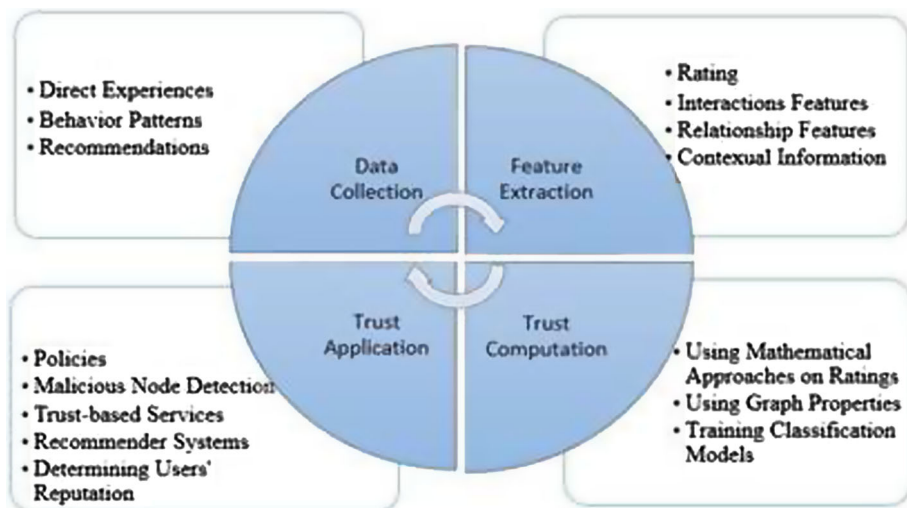 • Direct Experiences
• Behavior Patterns
• Recommendations
Data
Collection
Feature
Extraction
• Rating
• Interactions Features
• Relationship Features
• Contexual Information
• Policies
• Malicious Node Detection
• Trust-based Services
• Recommender Systems
• Determining Users'
Reputation
Trust
Application
Trust
Computation
• Using Mathematical
Approaches on Ratings
• Using Graph Properties
• Training Classification
Models